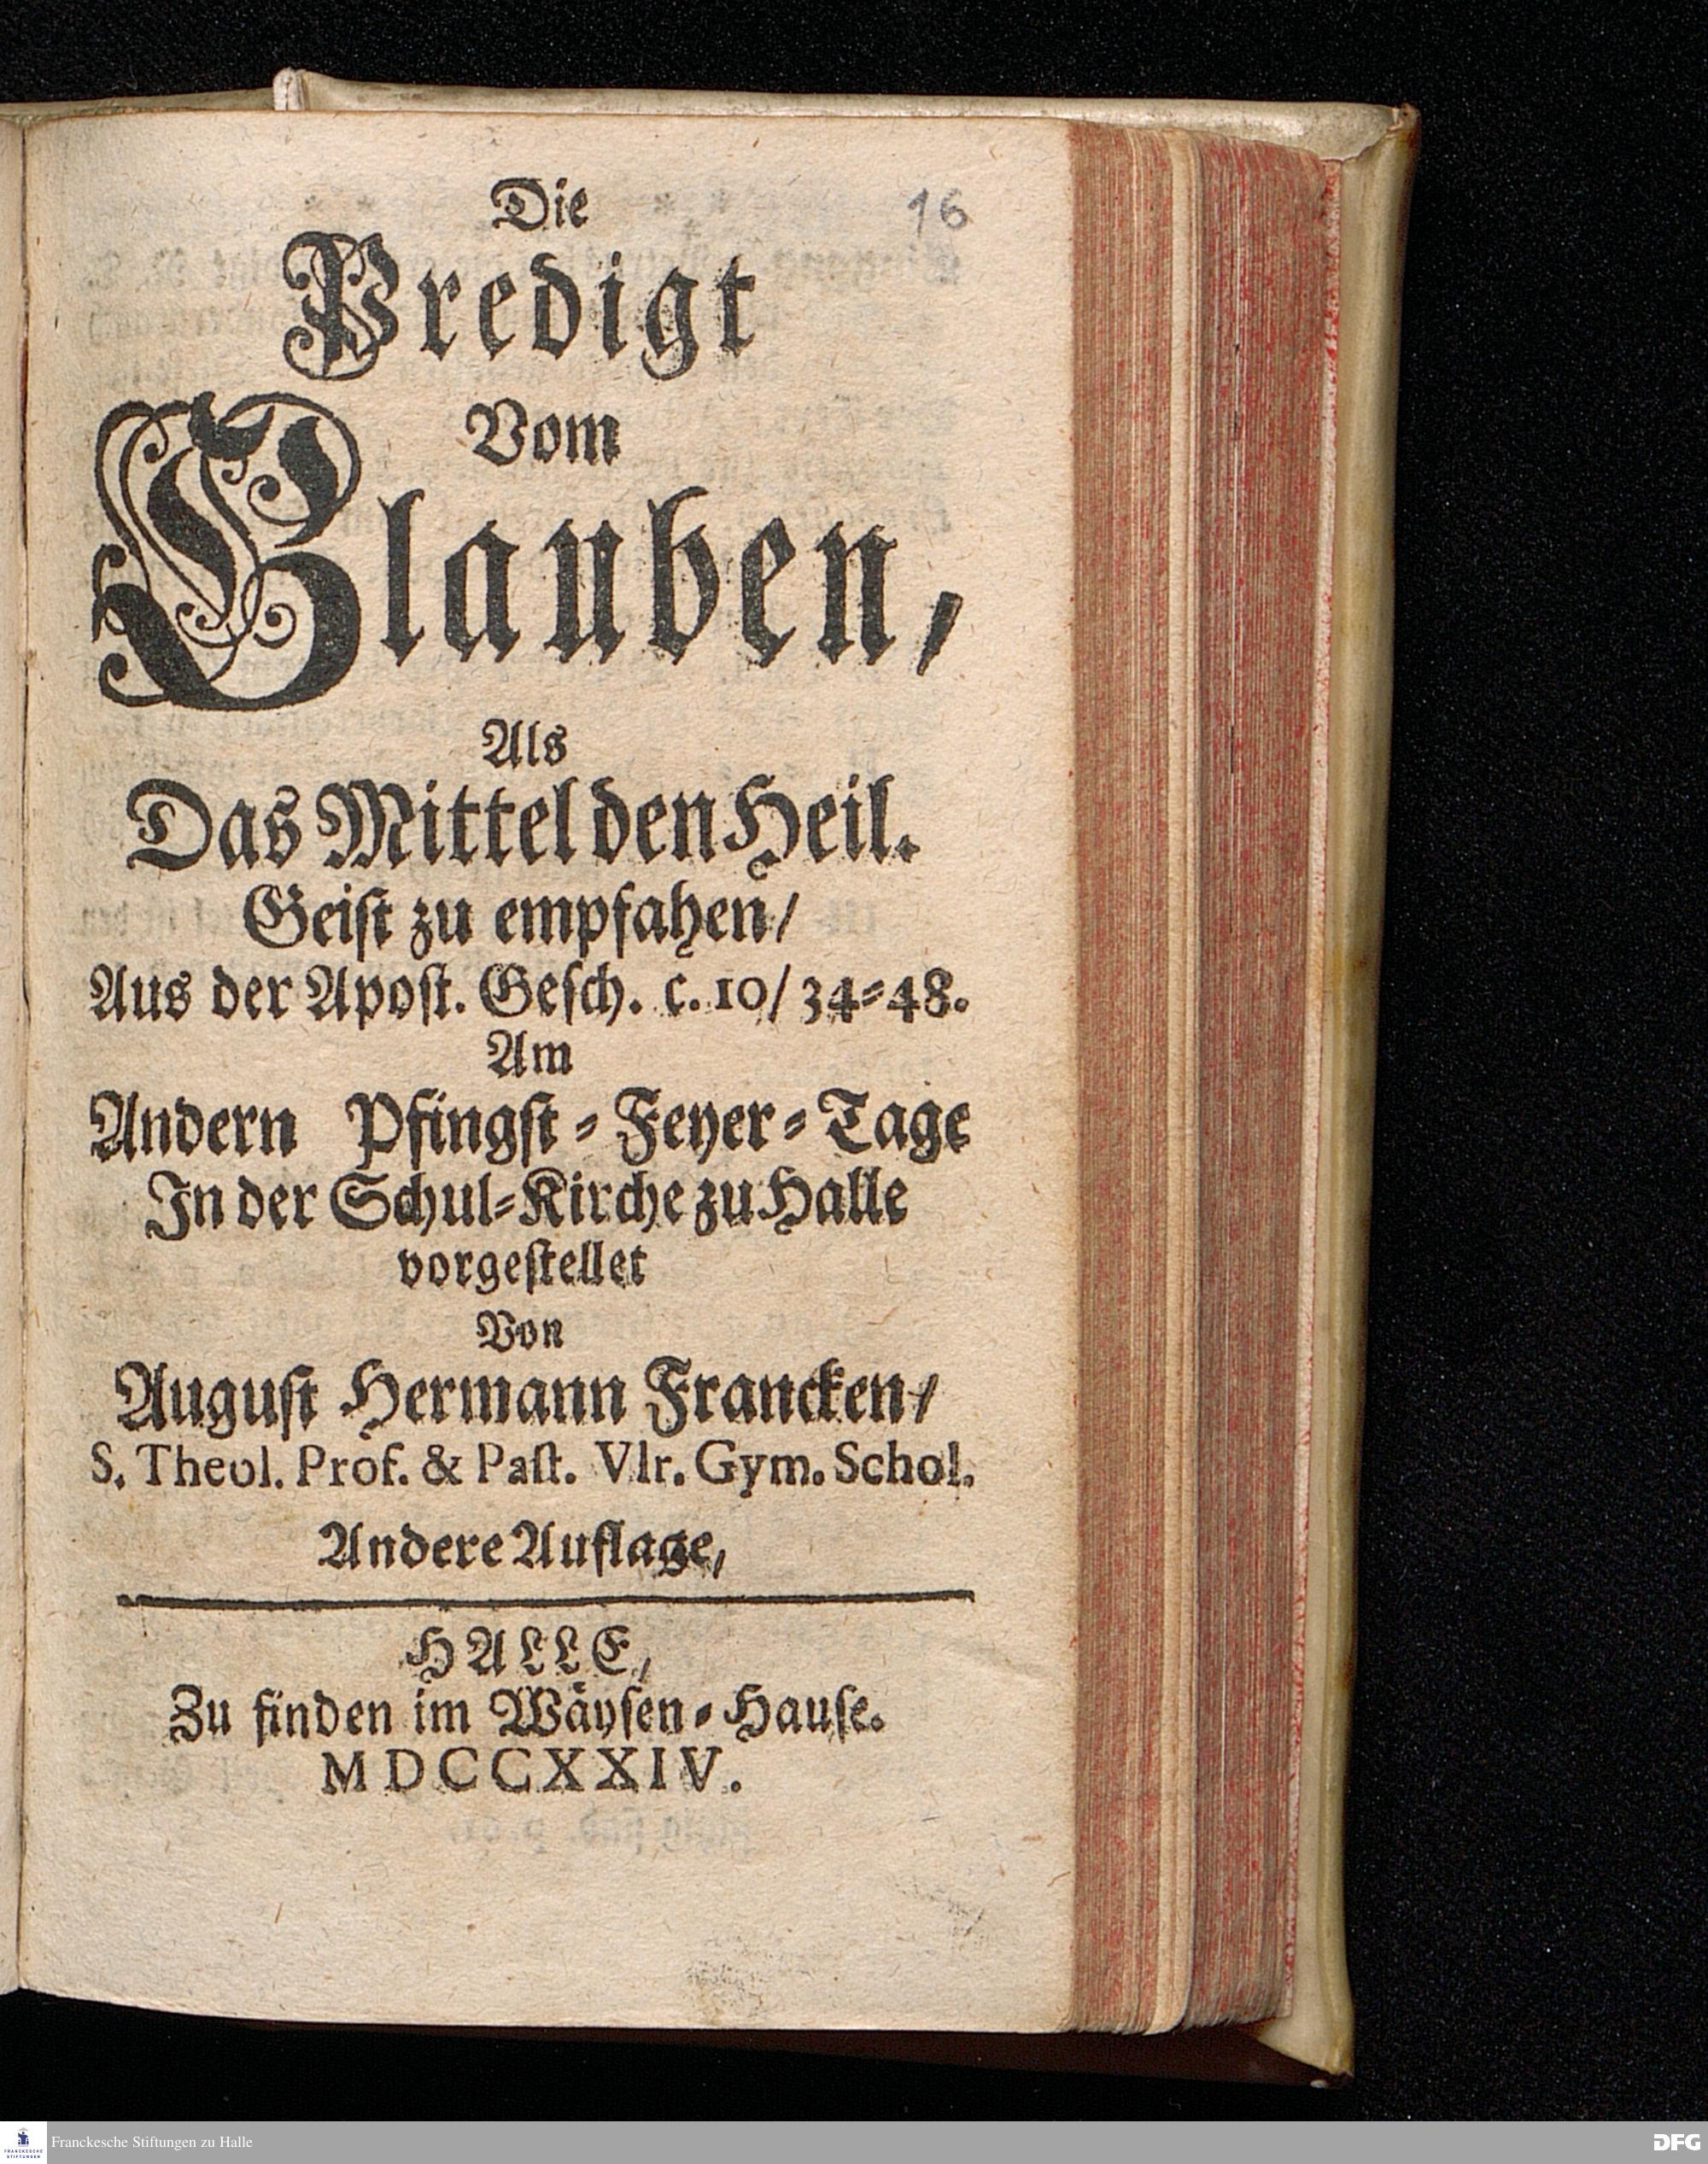 16
Die
Predigt
Vom
Glauben,
Als
Das Mittel den Heil.
Geiſt zu empfahen/
Aus der Apoſt. Geſch. c. 10/ 34-48.
Am
Andern Pfingſt-Feyer-Tage
In der Schul-Kirche zu Halle
vorgeſtellet
Von
Auguſt Hermann Francken/
S. Theol. Prof. & Paſt. Vlr. Gym. Schol.
Andere Auflage,
HALLE,
Zu finden im Wäyſen-Hauſe.
MDCCXXIV.
Franckesche Stiftungen zu Halle
FRANCKESCHE
STIFTUNGEN
DFG